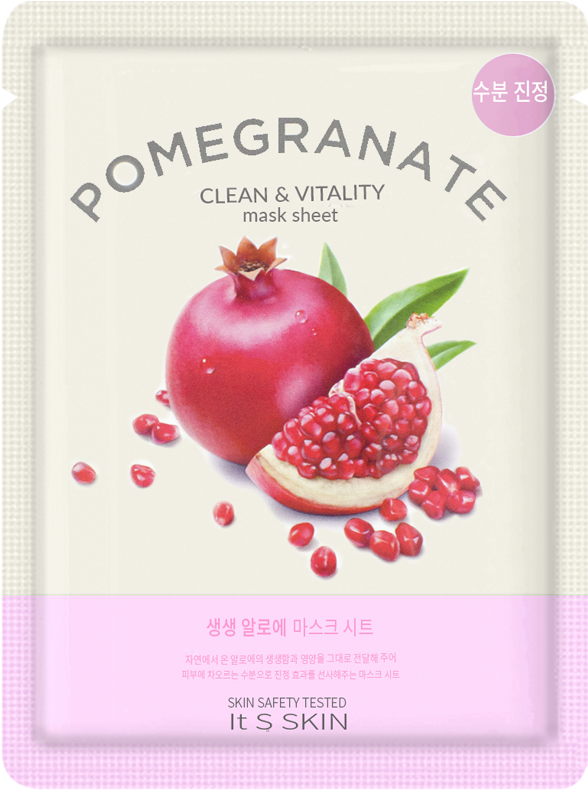 수분 진정
POMEGRANATE
CLEAN & VITALITY
mask sheet
생생 알로에 마스크 시트
자연에서 온 알로에의 생생함과 영양을 그대로 전달해 주어
피부에 차오르는 수분으로 진정 효과를 선사해주는 마스크 시트
SKIN SAFETY TESTED
It S SKIN